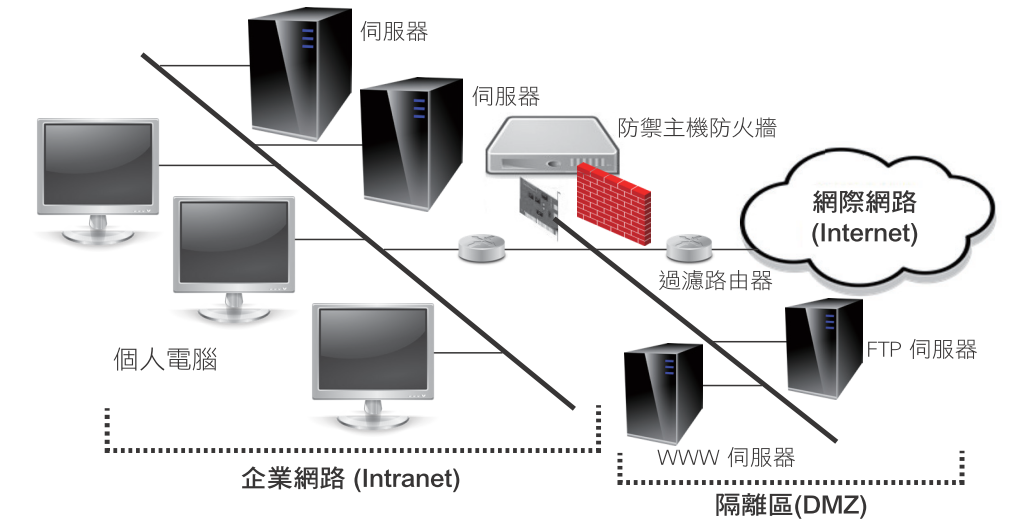 伺服器
伺服器
防禦主機防火牆
網際網路
(Internet)
過濾路由器
個人電腦
FTP 伺服器
WWW 伺服器
企業網路 (Intranet)
隔離區(DMZ)